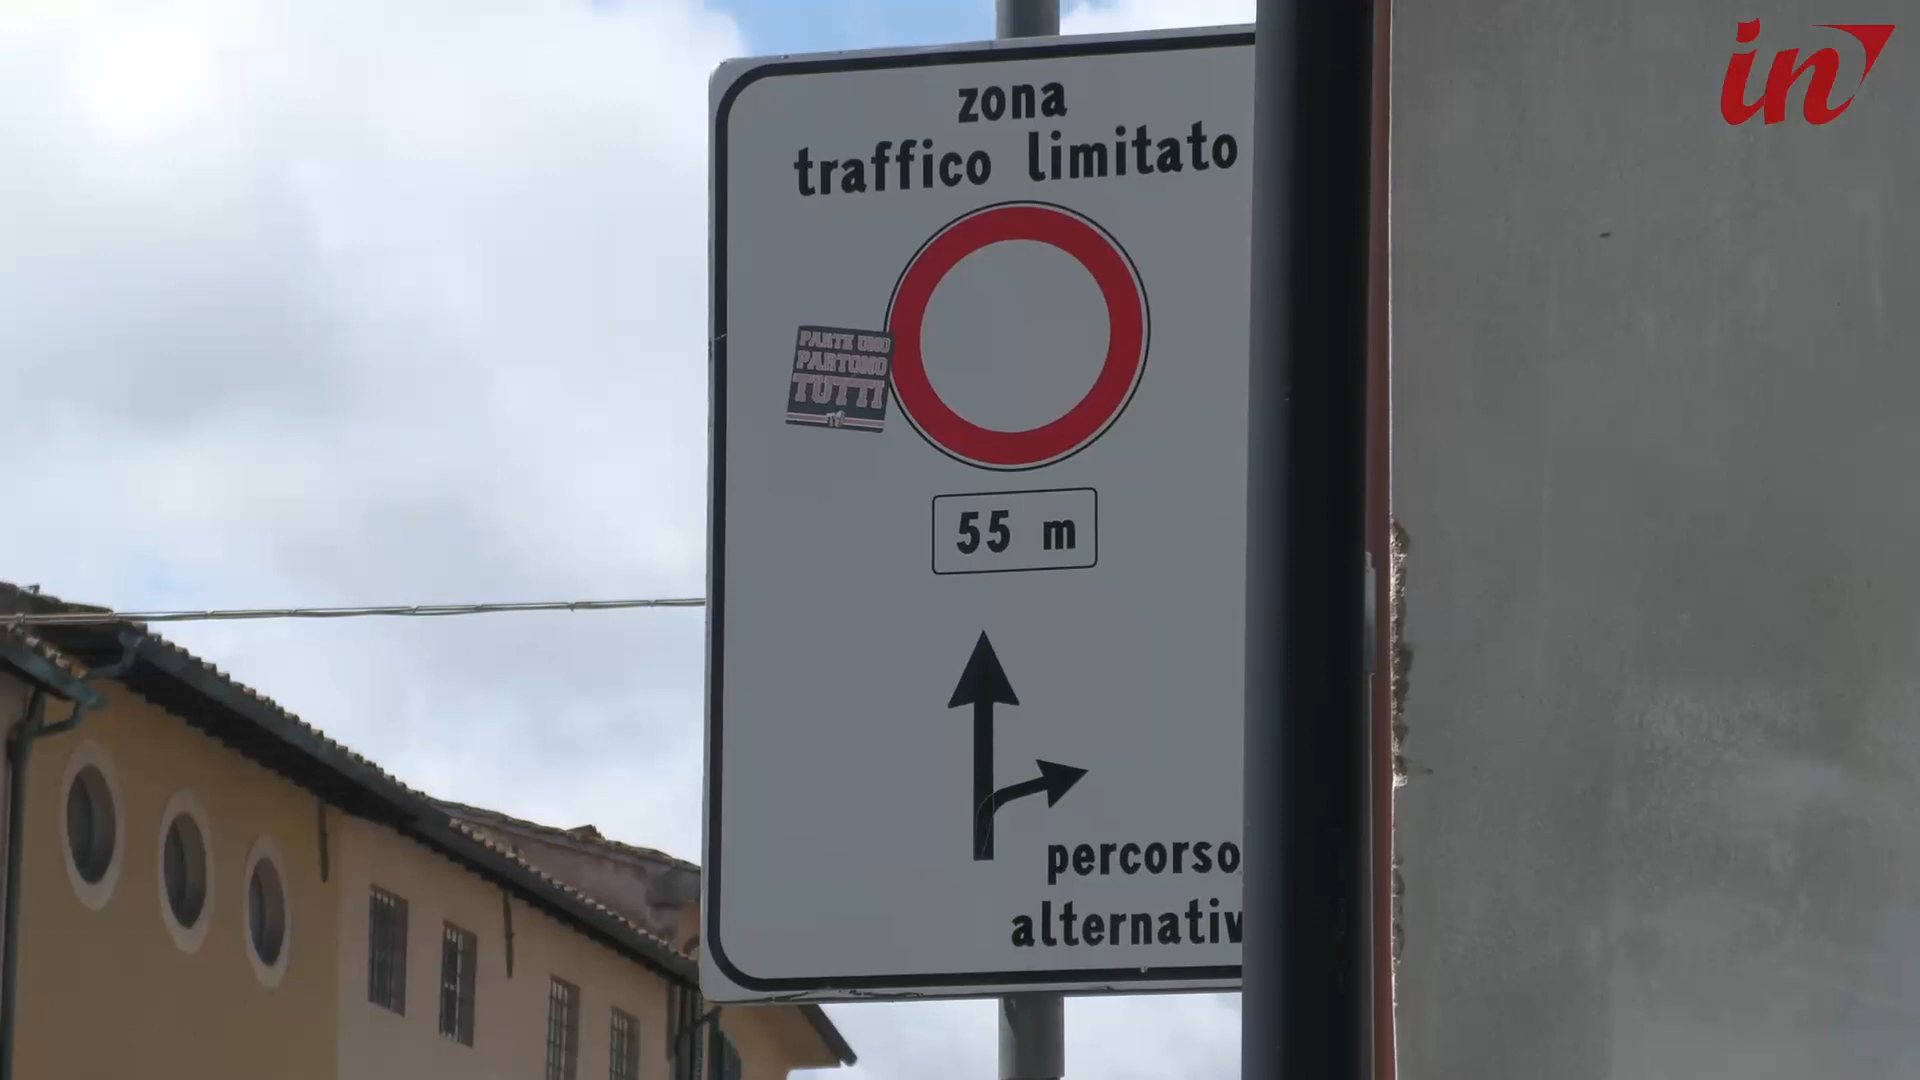 zona
traffico limitato
PARTE UNO
PARTONO
TUTTI
55 m
percorso
alternativ
in